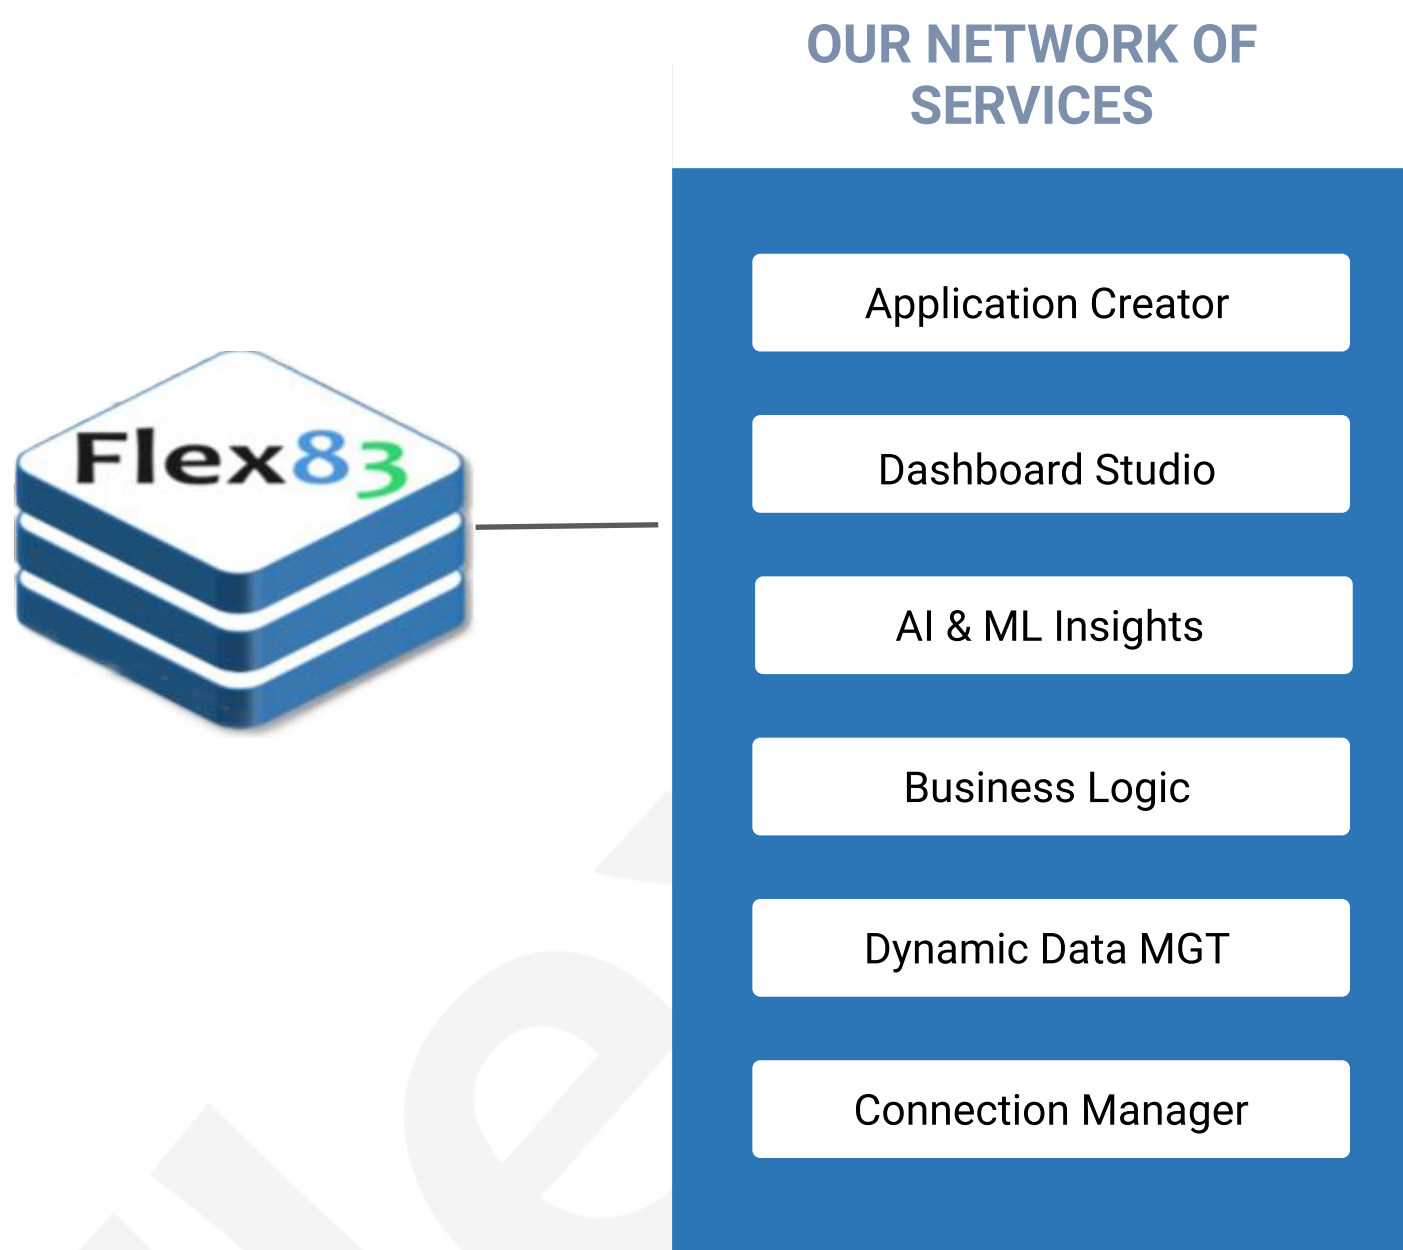 OUR NETWORK OF
SERVICES
Flex83
Application Creator
Dashboard Studio
AI & ML Insights
Business Logic
Dynamic Data MGT
Connection Manager